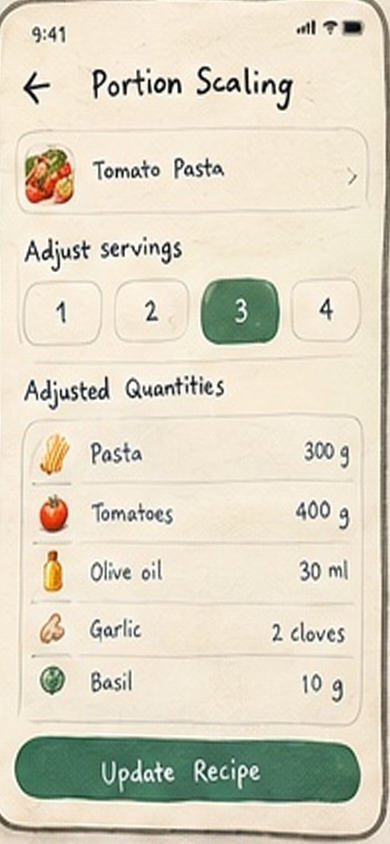 9:41
Portion Scaling
Tomato Pasta
Adjust servings
1 2 3 4
Adjusted Quantities
Pasta 300 g
Tomatoes 400 g
Olive oil 30 ml
Garlic 2 cloves
Basil 10 g
Update Recipe